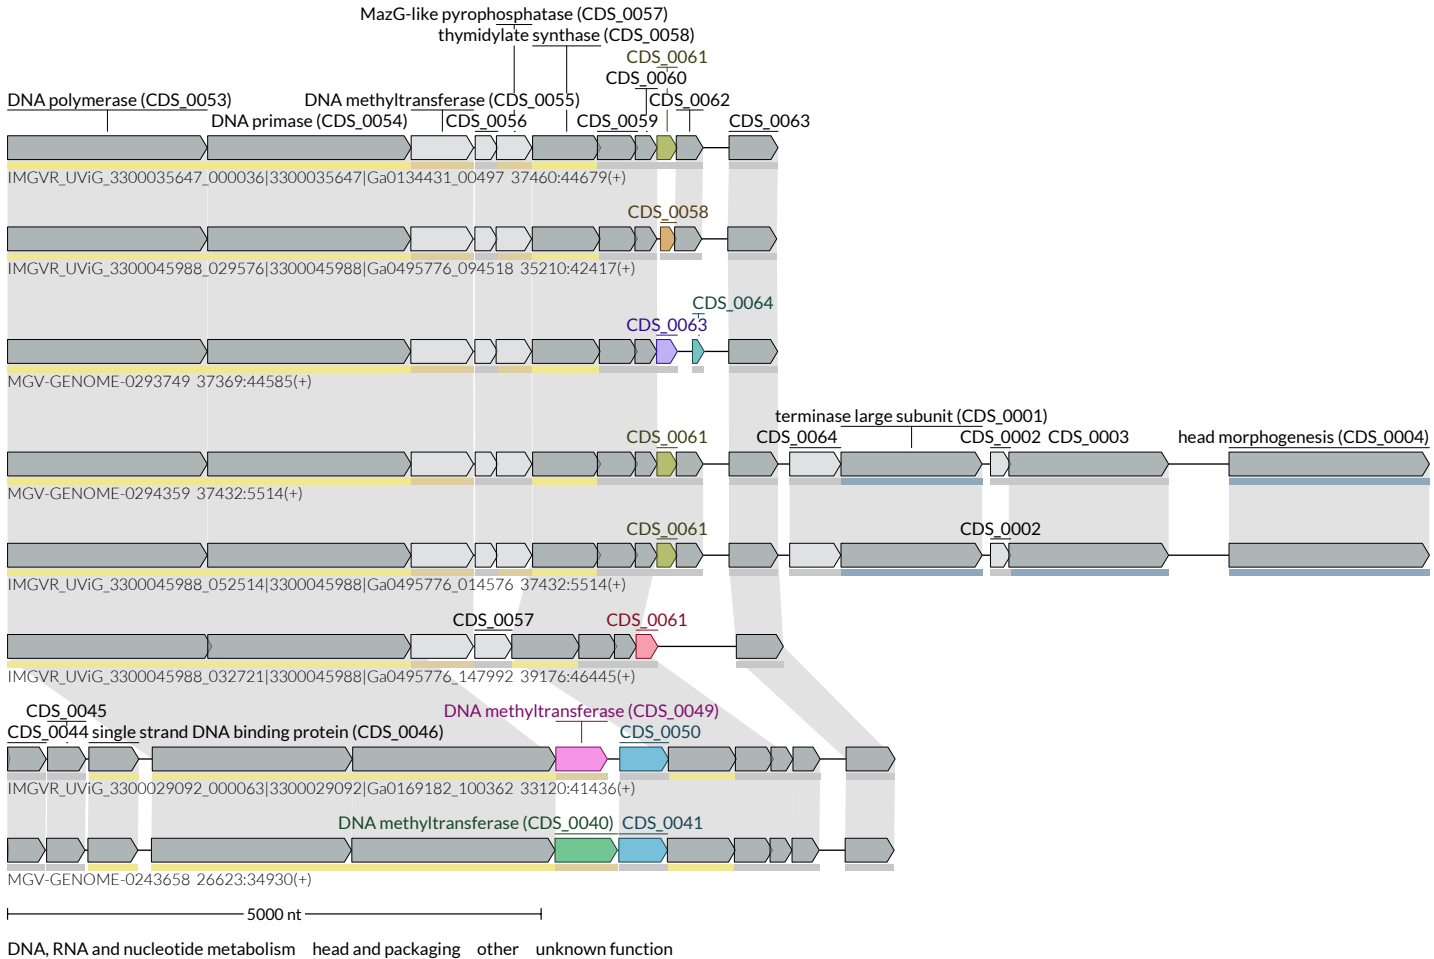 MazG-like pyrophosphatase (CDS_0057)
thymidylate synthase (CDS_0058)
CDS_0061
CDS_0060
DNA polymerase (CDS_0053) DNA methyltransferase (CDS_0055) CDS_0062
DNA primase (CDS_0054) CDS_0056 CDS_0059 CDS_0063
IMGVR_UViG_3300035647_000036|3300035647|Ga0134431_00497 37460:44679(+)
CDS_0058
IMGVR_UViG_3300045988_029576|3300045988|Ga0495776_094518 35210:42417(+)
CDS_0064
CDS_0063
MGV-GENOME-0293749 37369:44585(+)
terminase large subunit (CDS_0001)
CDS_0061 CDS_0064 CDS_0002 CDS_0003 head morphogenesis (CDS_0004)
MGV-GENOME-0294359 37432:5514(+)
CDS_0061 CDS_0002
IMGVR_UViG_3300045988_052514|3300045988|Ga0495776_014576 37432:5514(+)
CDS_0057 CDS_0061
IMGVR_UViG_3300045988_032721|3300045988|Ga0495776_147992 39176:46445(+)
CDS_0045 DNA methyltransferase (CDS_0049)
CDS_0044 single strand DNA binding protein (CDS_0046) CDS_0050
IMGVR_UViG_3300029092_000063|3300029092|Ga0169182_100362 33120:41436(+)
DNA methyltransferase (CDS_0040) CDS_0041
MGV-GENOME-0243658 26623:34930(+)
5000 nt
DNA, RNA and nucleotide metabolism head and packaging other unknown function